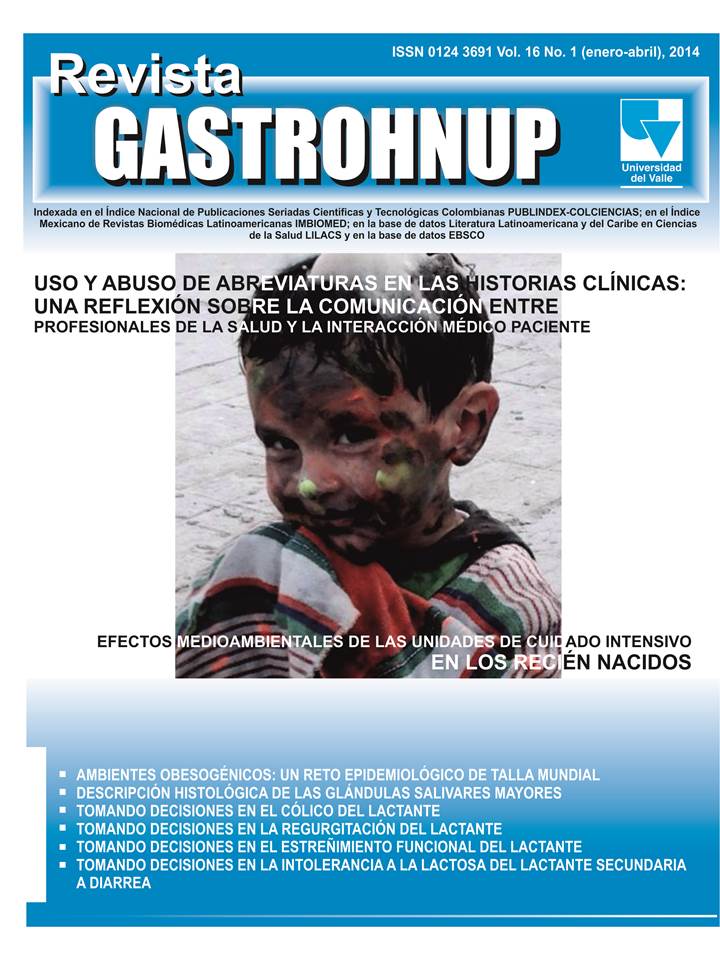 ISSN 0124 3691 Vol. 16 No. 1 (enero-abril), 2014
Revista
GASTROHNUP
Universidad
del Valle
Indexada en el Índice Nacional de Publicaciones Seriadas Científicas y Tecnológicas Colombianas PUBLINDEX-COLCIENCIAS; en el Índice
Mexicano de Revistas Biomédicas Latinoamericanas IMBIOMED; en la base de datos Literatura Latinoamericana y del Caribe en Ciencias
de la Salud LILACS y en la base de datos EBSCO
USO Y ABUSO DE ABREVIATURAS EN LAS HISTORIAS CLÍNICAS:
UNA REFLEXIÓN SOBRE LA COMUNICACIÓN ENTRE
PROFESIONALES DE LA SALUD Y LA INTERACCIÓN MÉDICO PACIENTE
EFECTOS MEDIOAMBIENTALES DE LAS UNIDADES DE CUIDADO INTENSIVO
EN LOS RECIÉN NACIDOS
▪ AMBIENTES OBESOGÉNICOS: UN RETO EPIDEMIOLÓGICO DE TALLA MUNDIAL
▪ DESCRIPCIÓN HISTOLÓGICA DE LAS GLÁNDULAS SALIVARES MAYORES
▪ TOMANDO DECISIONES EN EL CÓLICO DEL LACTANTE
▪ TOMANDO DECISIONES EN LA REGURGITACIÓN DEL LACTANTE
▪ TOMANDO DECISIONES EN EL ESTREÑIMIENTO FUNCIONAL DEL LACTANTE
▪ TOMANDO DECISIONES EN LA INTOLERANCIA A LA LACTOSA DEL LACTANTE SECUNDARIA
A DIARREA